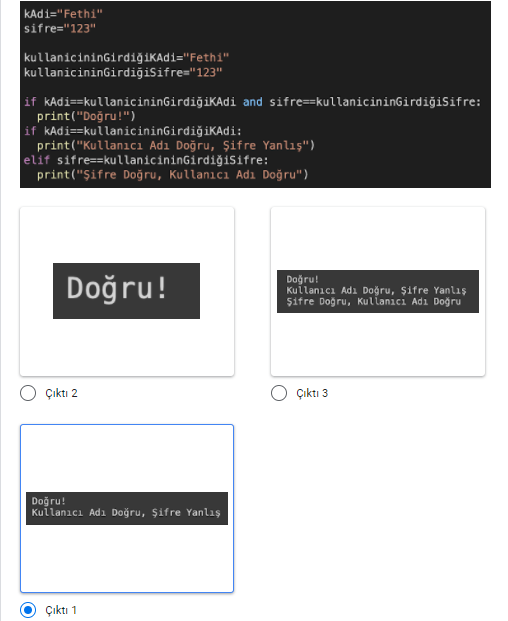 kAdi="Fethi"
sifre="123"
kullanicininGirdiğiKAdi="Fethi"
kullanicininGirdiğiSifre="123"
if kAdi==kullanicininGirdiğiKAdi and sifre==kullanicininGirdiğiSifre:
print("Doğru!")
if kAdi==kullanicininGirdiğiKAdi:
print("Kullanıcı Adı Doğru, Şifre Yanlış")
elif sifre==kullanicininGirdiğiSifre:
print("Şifre Doğru, Kullanıcı Adı Doğru")
Doğru!
Çıktı 2
Doğru!
Kullanıcı Adı Doğru, Şifre Yanlış
Şifre Doğru, Kullanıcı Adı Doğru
Çıktı 3
Doğru!
Kullanıcı Adı Doğru, Şifre Yanlış
Çıktı 1